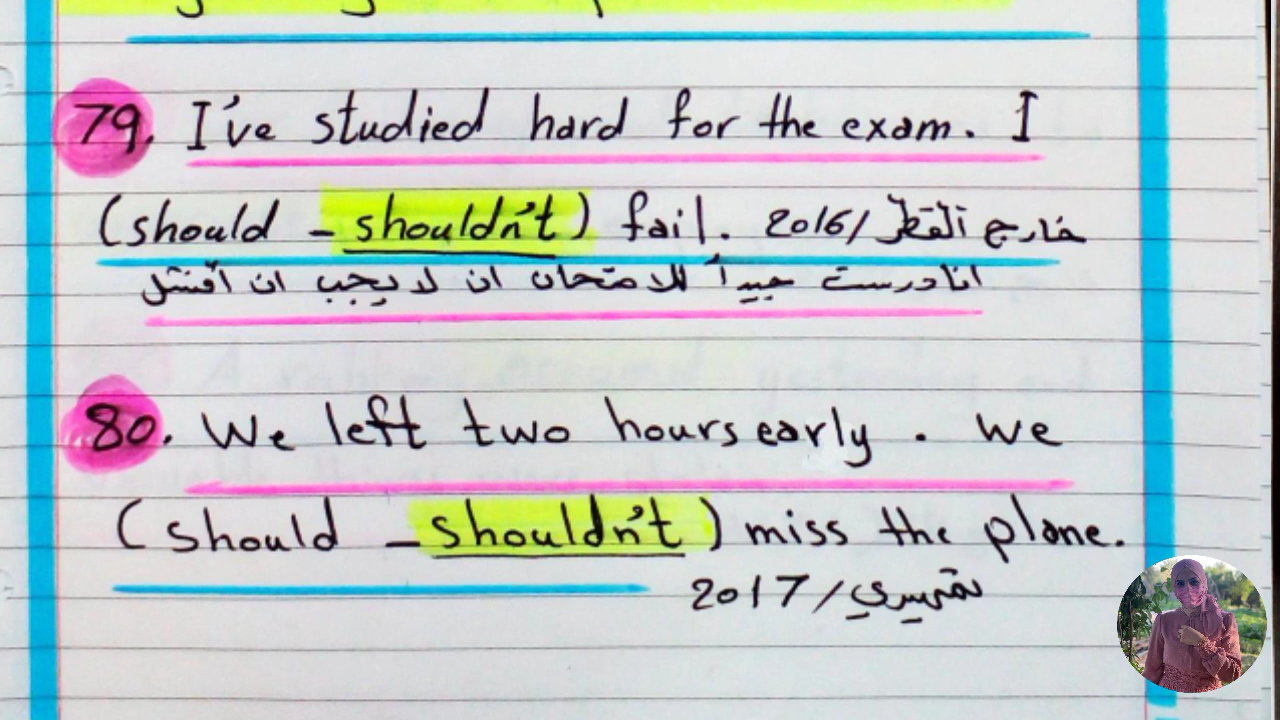 79. I've studied hard for the exam. I
(should - shouldn't) fail. 2016/خارج القطر
انا درست جيداً للامتحان ان لا يجب ان أفشل
80. We left two hours early. We
(should - shouldn't) miss the plane.
2017/تمهيدي